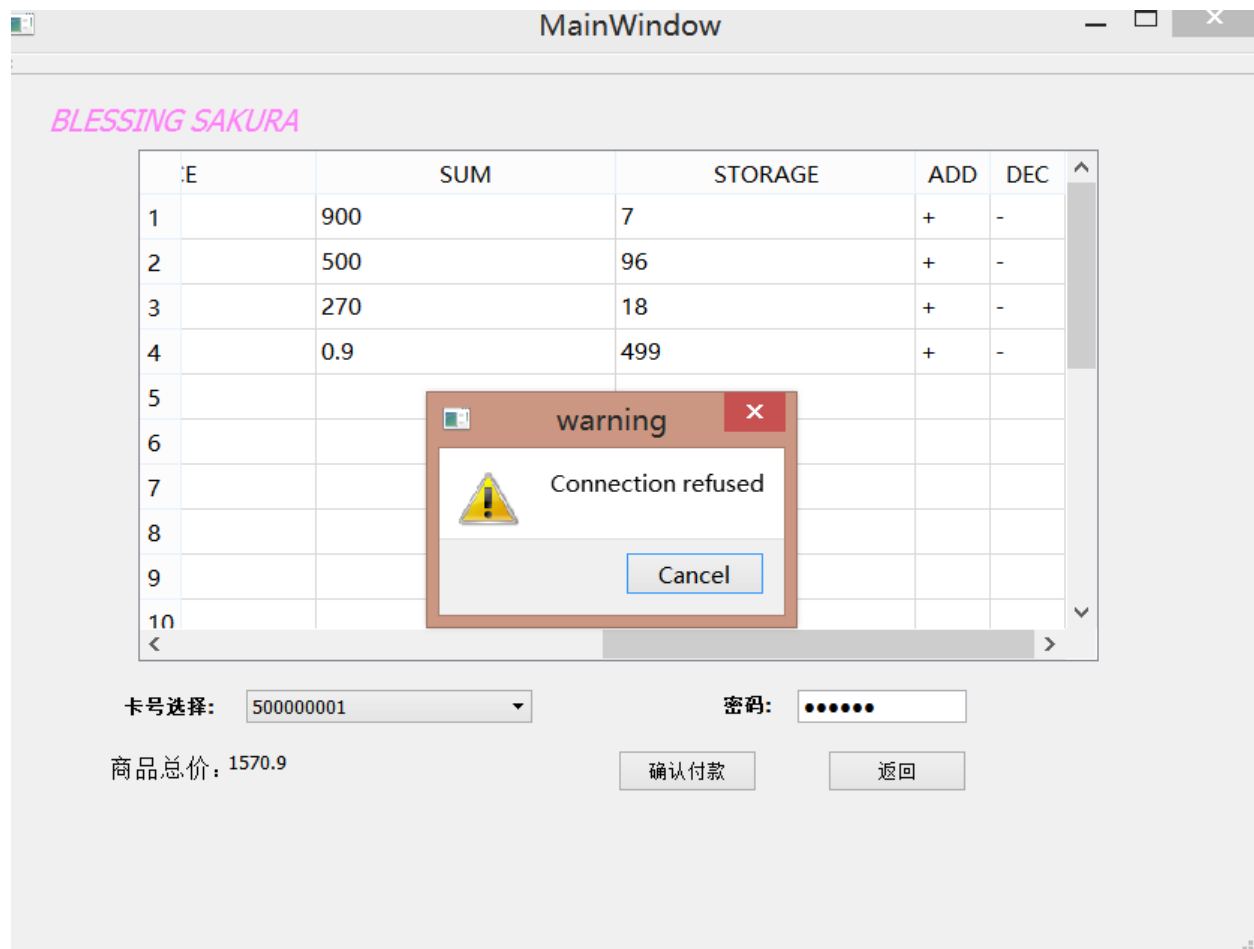 MainWindow
BLESSING SAKURA
CE SUM STORAGE ADD DEC
1 900 7 + -
2 500 96 + -
3 270 18 + -
4 0.9 499 + -
5
6
7
8
9
10
warning
Connection refused
Cancel
卡号选择: 500000001 密码: ●●●●●●
商品总价: 1570.9 确认付款 返回